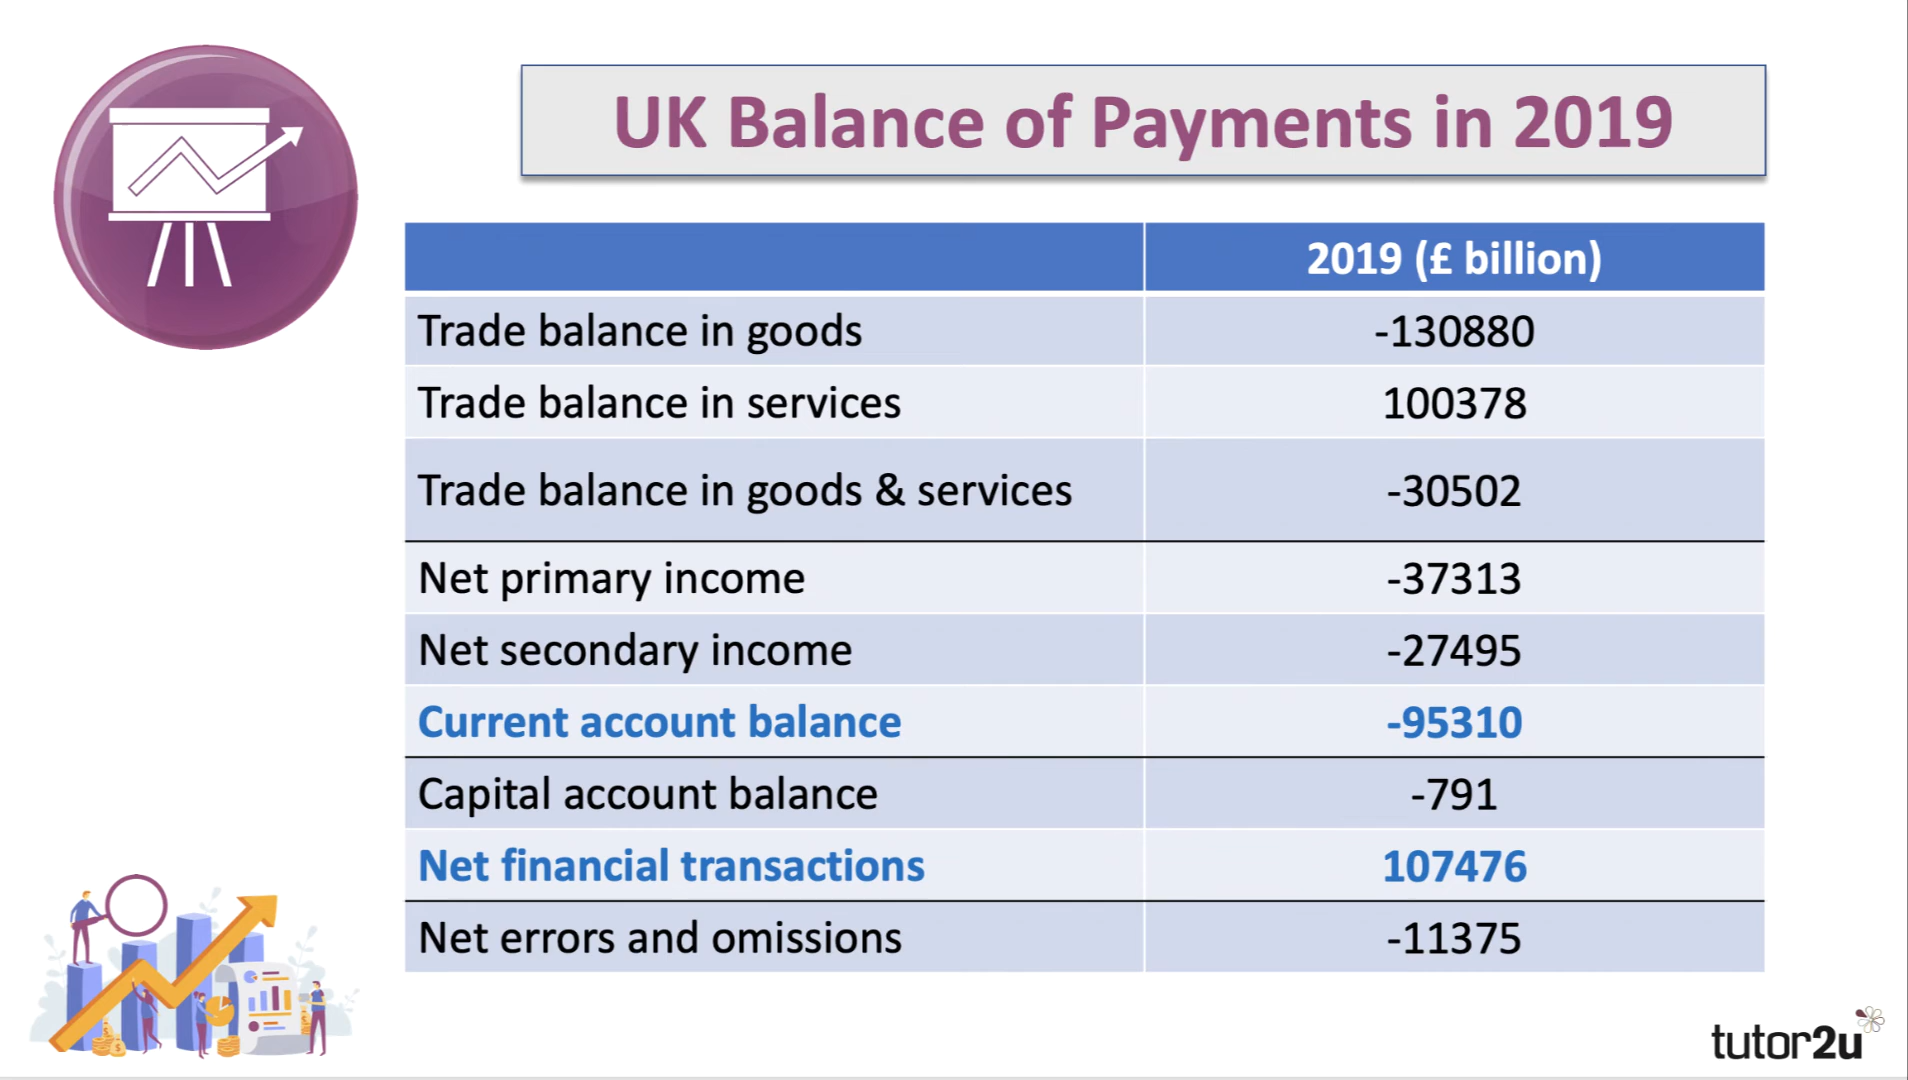 UK Balance of Payments in 2019
2019 (£ billion)
Trade balance in goods -130880
Trade balance in services 100378
Trade balance in goods & services -30502
Net primary income -37313
Net secondary income -27495
Current account balance -95310
Capital account balance -791
Net financial transactions 107476
Net errors and omissions -11375
tutor2u